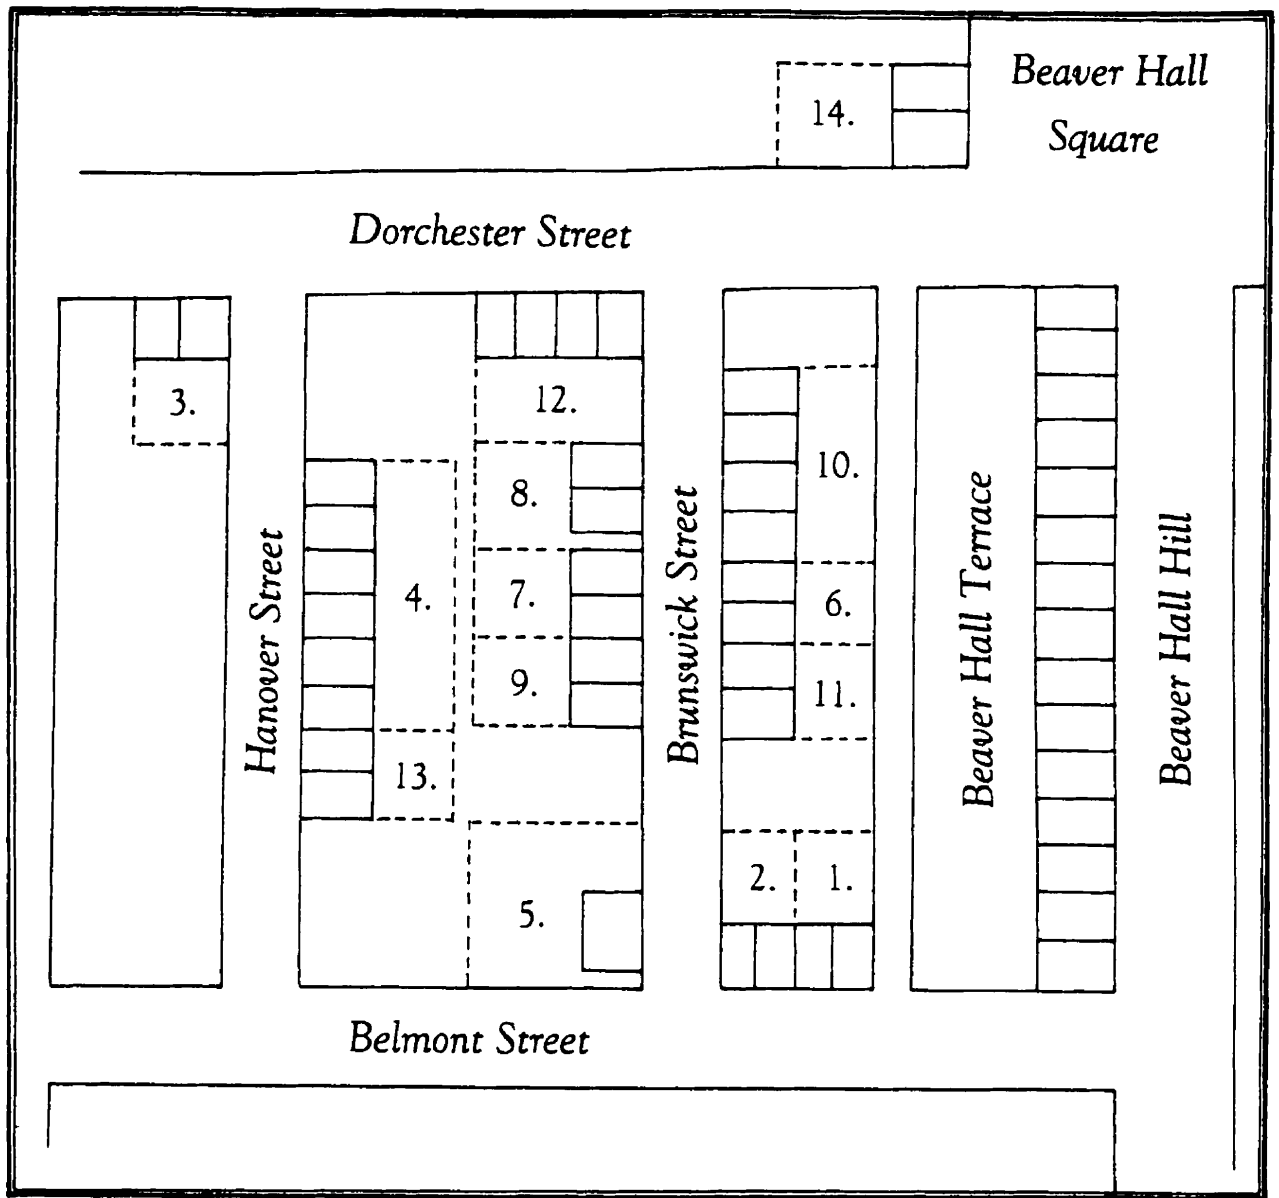 Beaver Hall
Square
14.
Dorchester Street
3.
12.
10.
8.
4.
7.
6.
9.
11.
13.
2.
1.
5.
Hanover Street
Brunswick Street
Beaver Hall Terrace
Beaver Hall Hill
Belmont Street